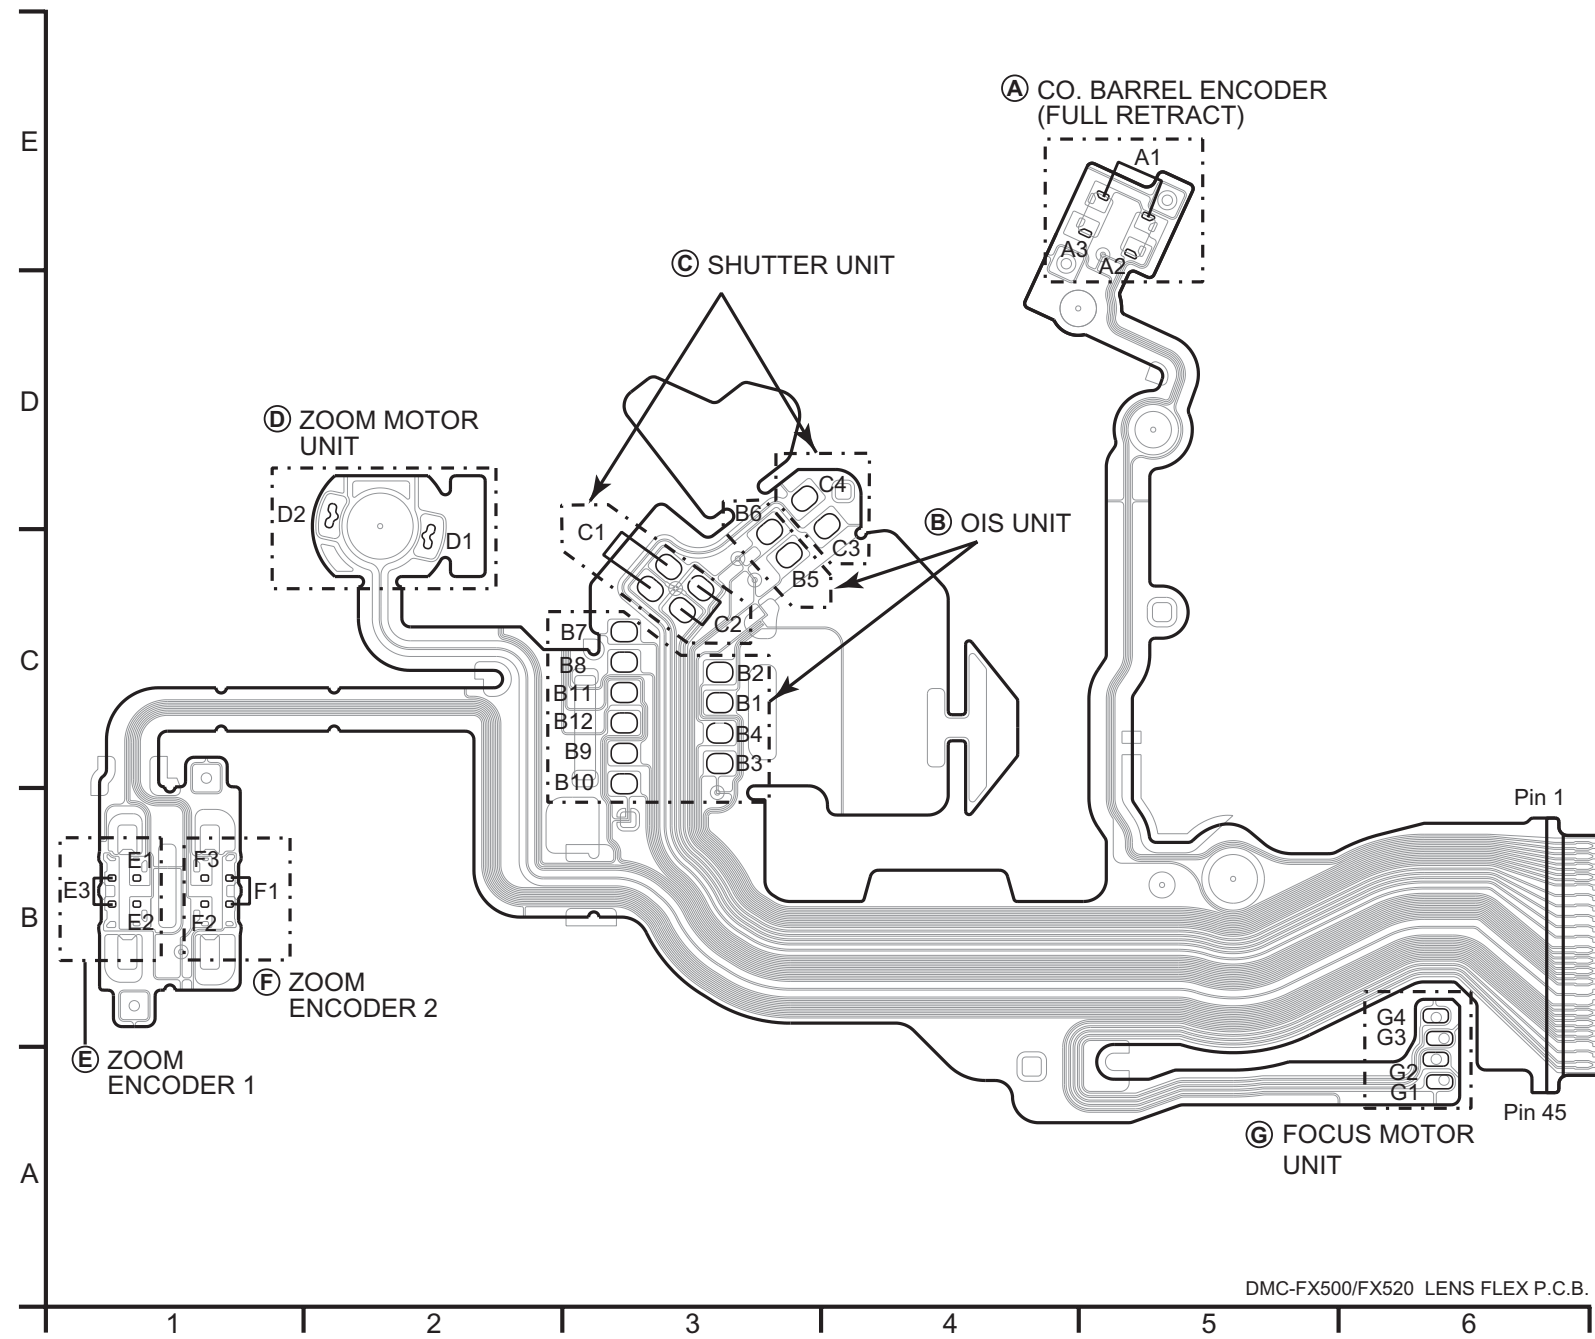 A CO. BARREL ENCODER
(FULL RETRACT)
E
A1
A3
A2
C SHUTTER UNIT
D
D ZOOM MOTOR
UNIT
C4
B6
D2
D1
C1
B OIS UNIT
C3
B5
C2
B7
C
B8
B2
B11
B1
B12
B4
B9
B3
B10
Pin 1
E1
F3
E3
F1
B
E2
F2
F ZOOM
ENCODER 2
E ZOOM
ENCODER 1
G4
G3
G2
G1
Pin 45
G FOCUS MOTOR
UNIT
A
DMC-FX500/FX520 LENS FLEX P.C.B.
1 2 3 4 5 6